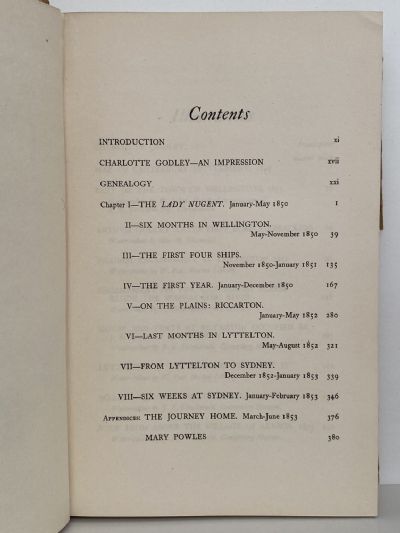 Contents
INTRODUCTION xi
CHARLOTTE GODLEY—AN IMPRESSION xvii
GENEALOGY xxi
Chapter I—THE LADY NUGENT. January-May 1850 1
II—SIX MONTHS IN WELLINGTON.
May-November 1850 39
III—THE FIRST FOUR SHIPS.
November 1850-January 1851 135
IV—THE FIRST YEAR. January-December 1850 167
V—ON THE PLAINS: RICCARTON.
January-May 1852 280
VI—LAST MONTHS IN LYTTELTON.
May-August 1852 321
VII—FROM LYTTELTON TO SYDNEY.
December 1852-January 1853 339
VIII—SIX WEEKS AT SYDNEY. January-February 1853 346
APPENDICES: THE JOURNEY HOME. March-June 1853 376
MARY POWLES 380